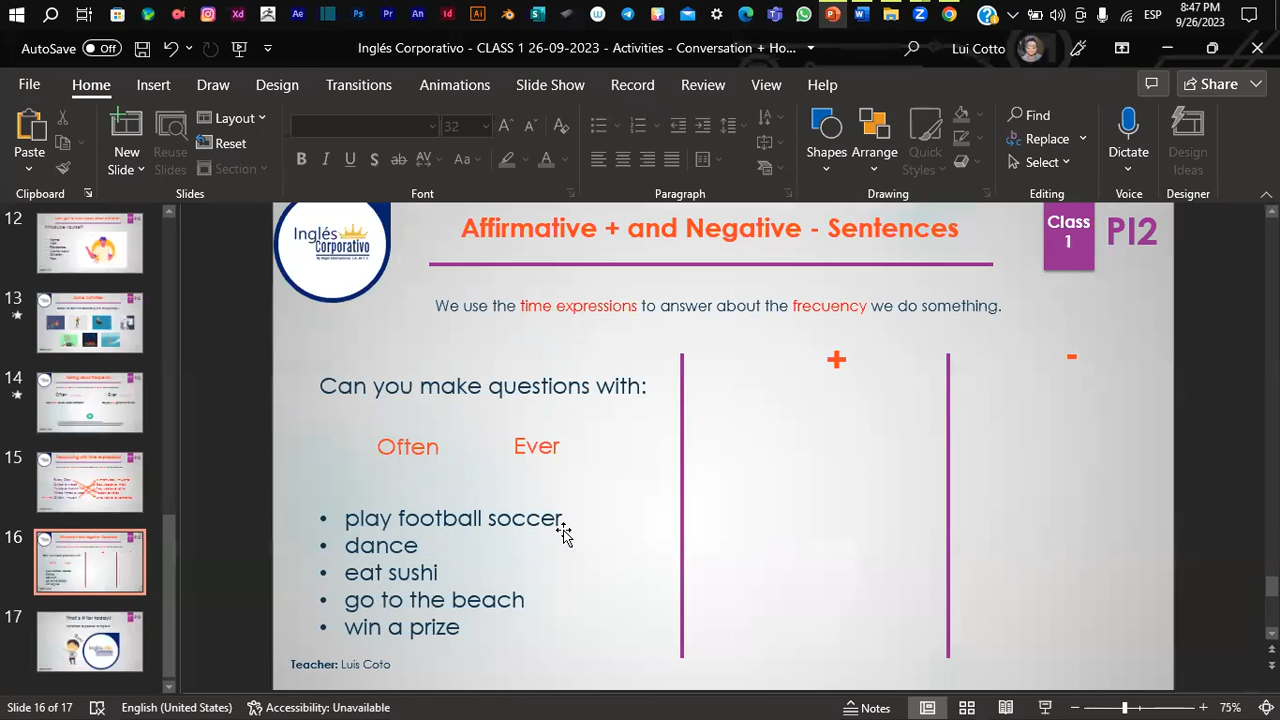 8:47 PM
ESP
9/26/2023
AutoSave Off
Inglés Corporativo - CLASS 1 26-09-2023 - Activities - Conversation + Ho...
Lui Cotto
File Home Insert Design Draw Transitions Animations Slide Show Record Review View Help
Share
Paste
New Slide
Reuse Slides
Layout
Reset
Section
32
Shapes
Arrange
Quick Styles
Find
Replace
Select
Dictate
Design Ideas
Clipboard
Slides
Font
Paragraph
Drawing
Editing
Voice
Designer
12
13
14
15
16
17
Inglés Corporativo
Affirmative + and Negative - Sentences
Class 1
PI2
We use the time expressions to answer about the frecuency we do something.
+
-
Can you make questions with:
Often Ever
• play football soccer
• dance
• eat sushi
• go to the beach
• win a prize
Teacher: Luis Coto
Slide 16 of 17
English (United States)
Accessibility: Unavailable
Notes
75%